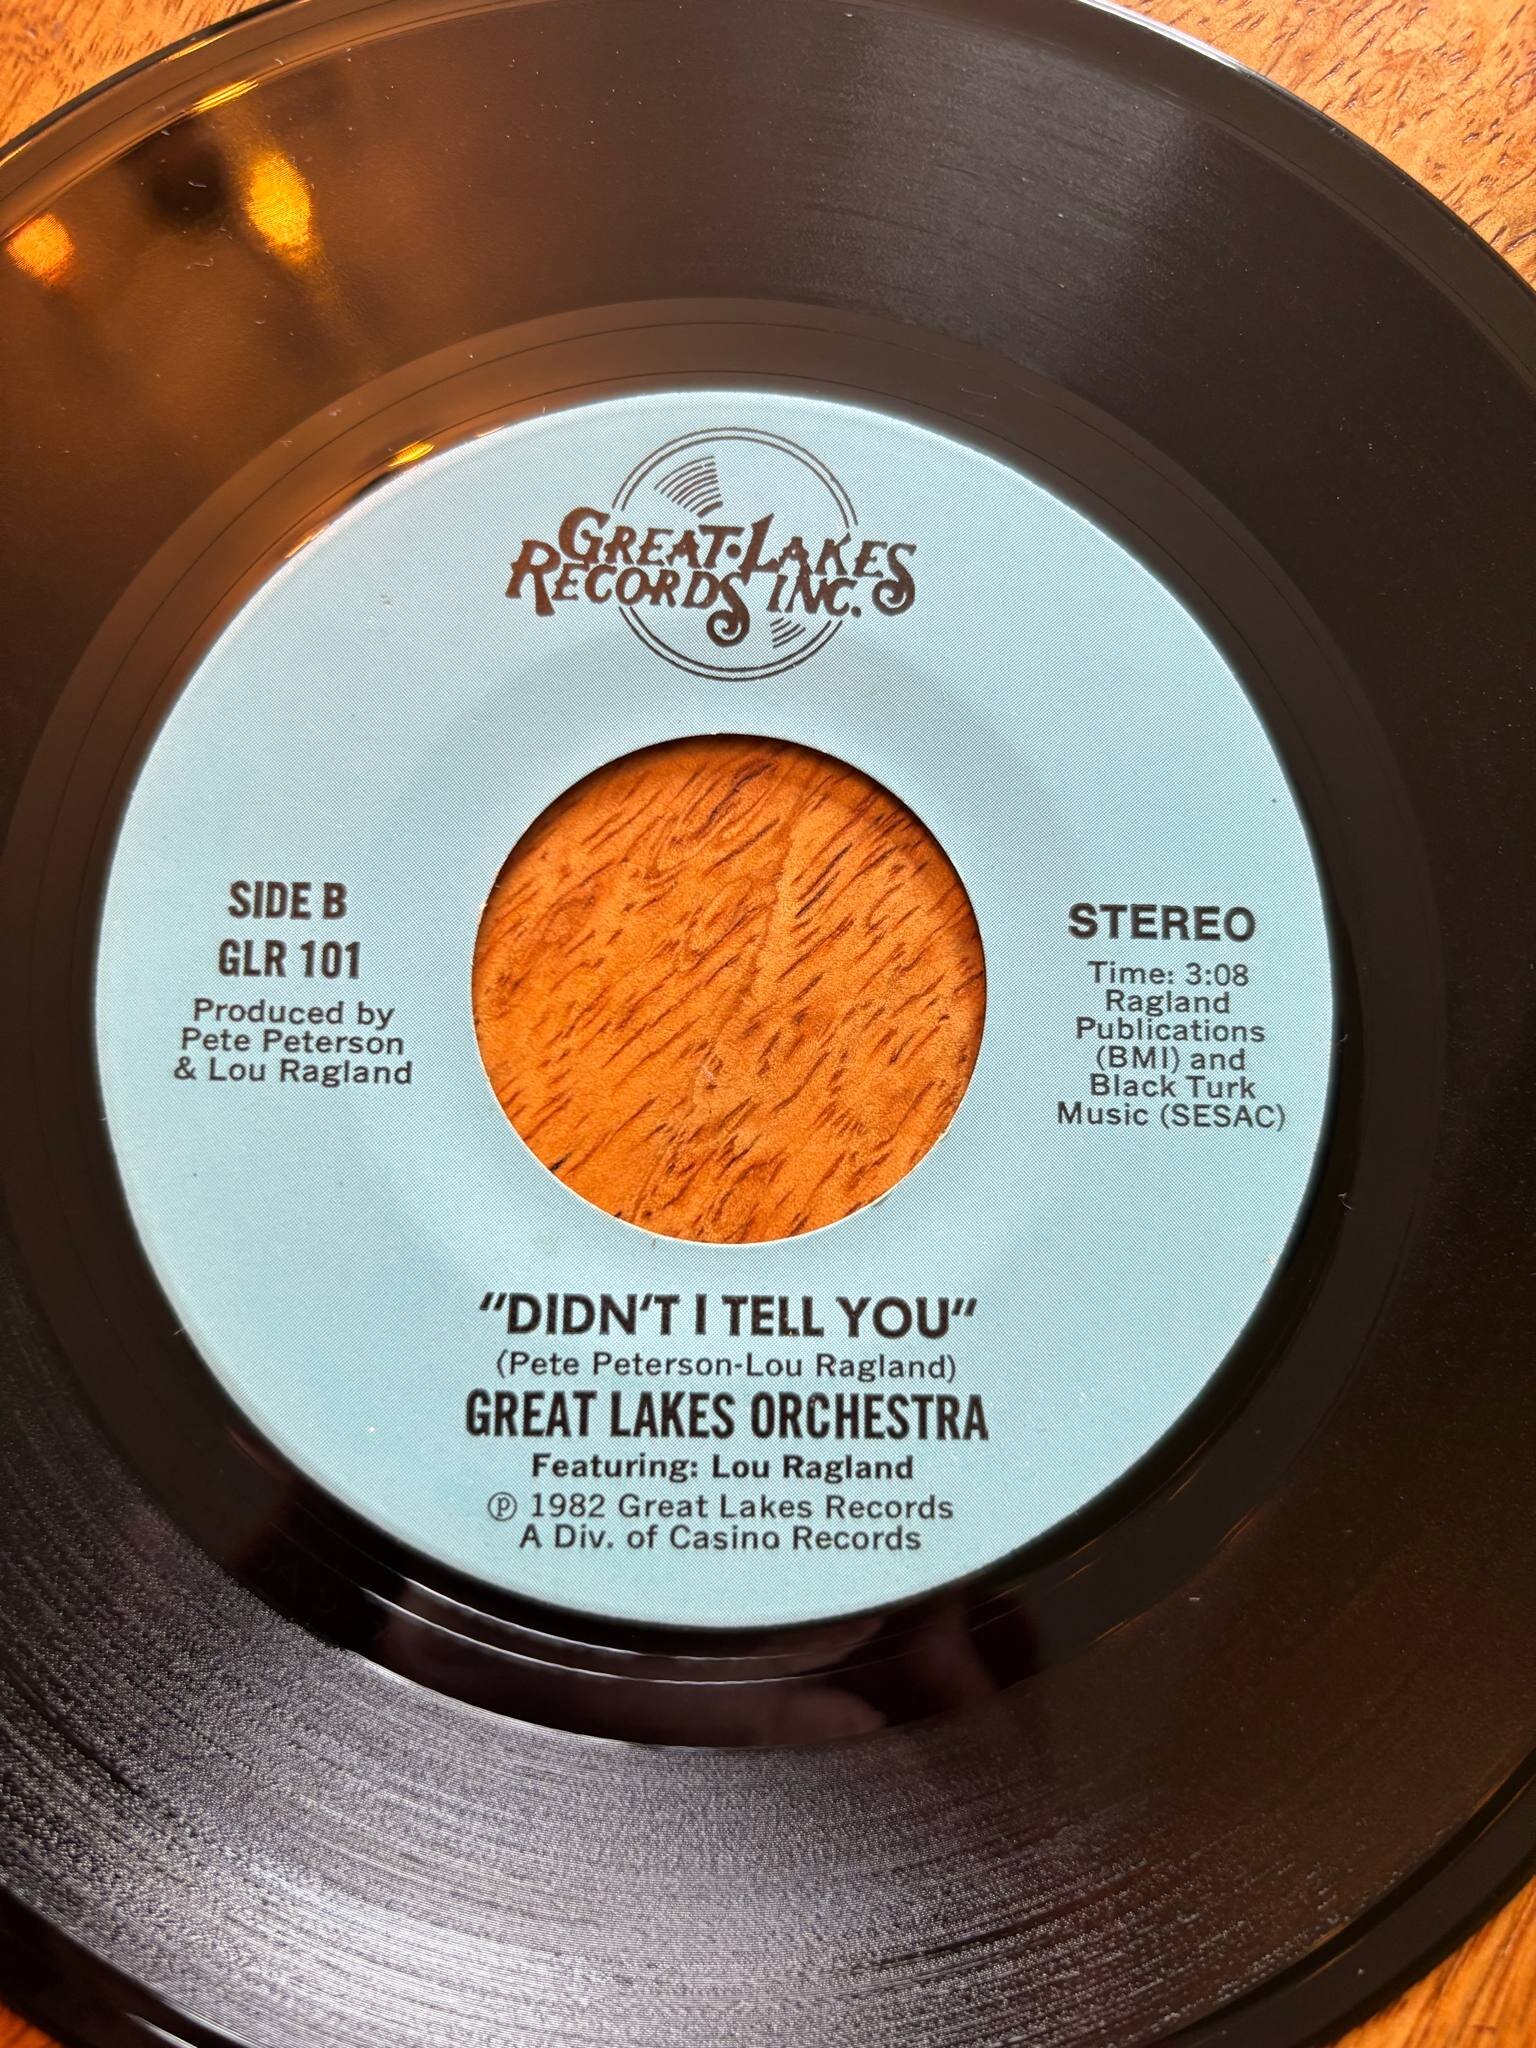 GREAT·LAKES
RECORDS INC.
SIDE B
GLR 101
Produced by
Pete Peterson
& Lou Ragland
STEREO
Time: 3:08
Ragland
Publications
(BMI) and
Black Turk
Music (SESAC)
"DIDN'T I TELL YOU"
(Pete Peterson-Lou Ragland)
GREAT LAKES ORCHESTRA
Featuring: Lou Ragland
℗ 1982 Great Lakes Records
A Div. of Casino Records